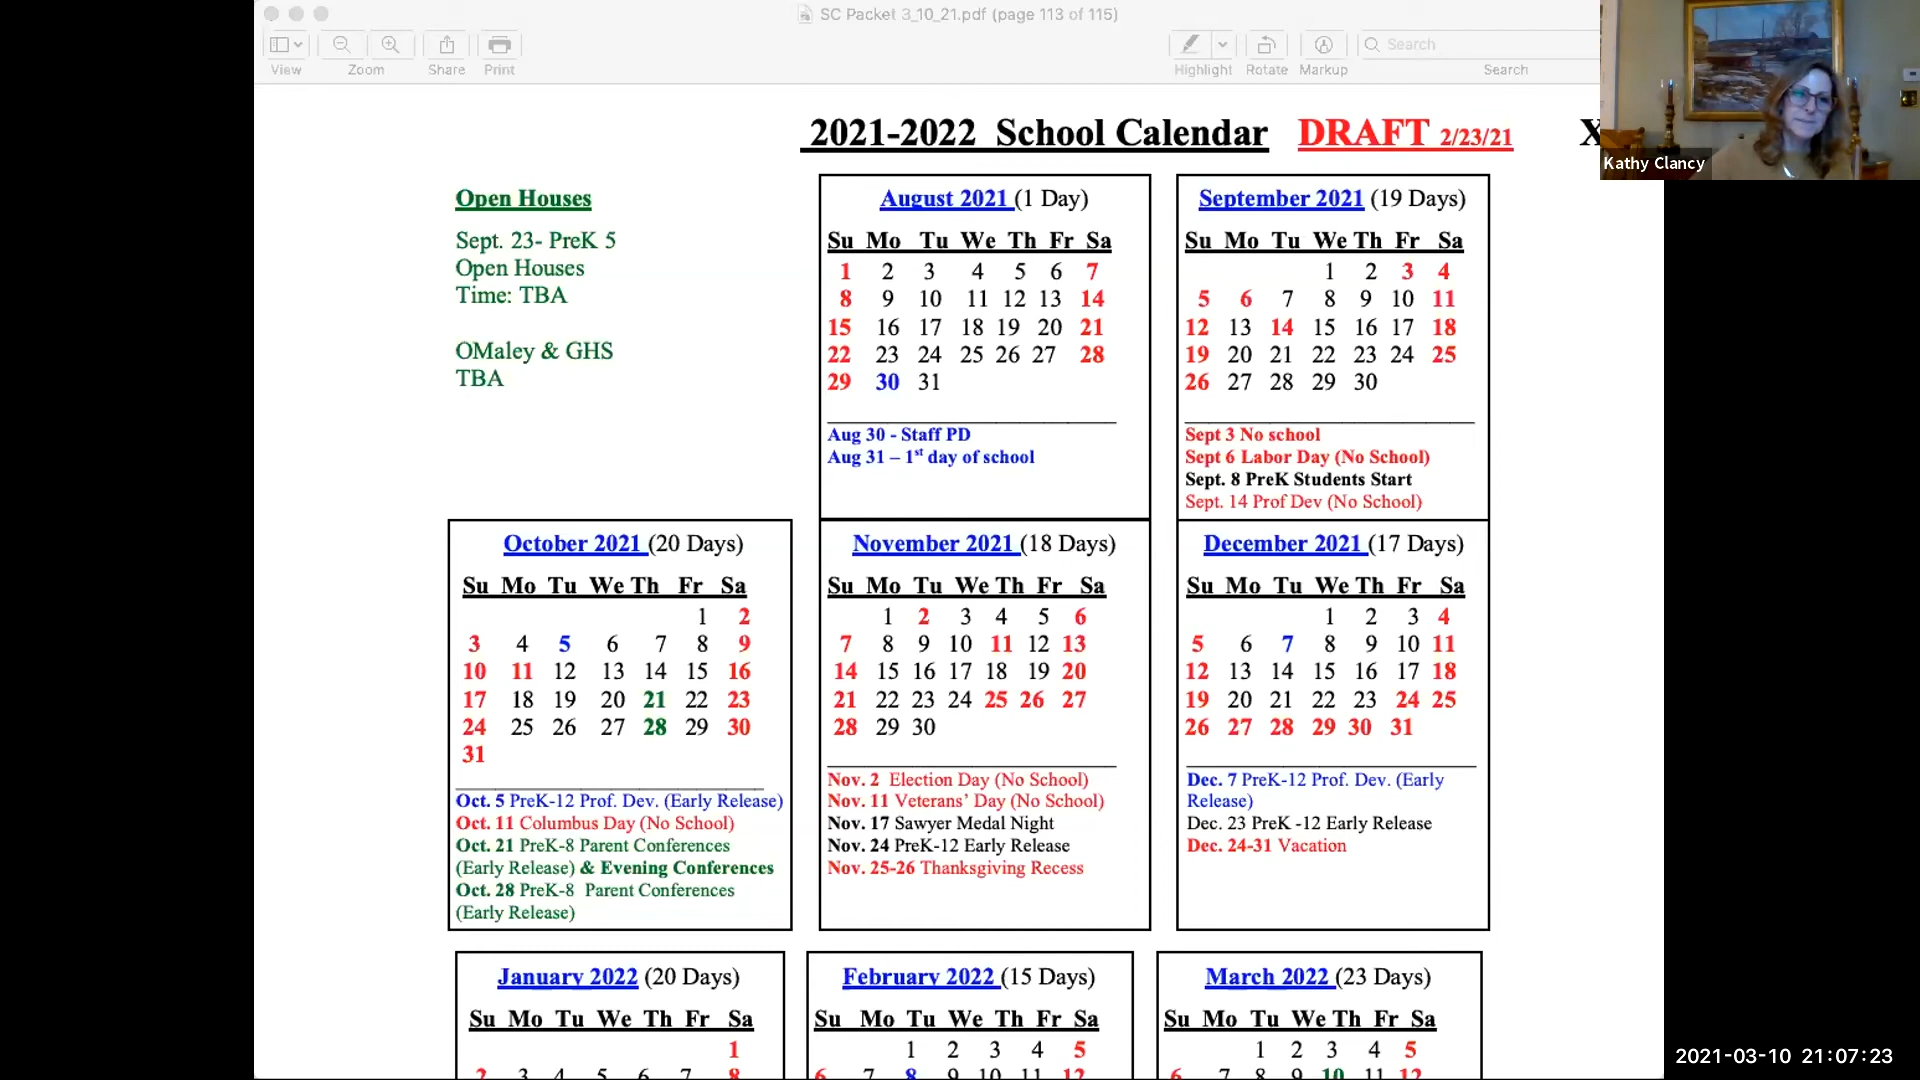 SC Packet 3_10_21.pdf (page 113 of 115)
View Zoom Share Print Highlight Rotate Markup Search Search
2021-2022 School Calendar DRAFT 2/23/21 X
Kathy Clancy
Open Houses
Sept. 23- PreK 5
Open Houses
Time: TBA
OMaley & GHS
TBA
August 2021 (1 Day)
Su Mo Tu We Th Fr Sa
1 2 3 4 5 6 7
8 9 10 11 12 13 14
15 16 17 18 19 20 21
22 23 24 25 26 27 28
29 30 31
Aug 30 - Staff PD
Aug 31 – 1st day of school
September 2021 (19 Days)
Su Mo Tu We Th Fr Sa
1 2 3 4
5 6 7 8 9 10 11
12 13 14 15 16 17 18
19 20 21 22 23 24 25
26 27 28 29 30
Sept 3 No school
Sept 6 Labor Day (No School)
Sept. 8 PreK Students Start
Sept. 14 Prof Dev (No School)
October 2021 (20 Days)
Su Mo Tu We Th Fr Sa
1 2
3 4 5 6 7 8 9
10 11 12 13 14 15 16
17 18 19 20 21 22 23
24 25 26 27 28 29 30
31
Oct. 5 PreK-12 Prof. Dev. (Early Release)
Oct. 11 Columbus Day (No School)
Oct. 21 PreK-8 Parent Conferences
(Early Release) & Evening Conferences
Oct. 28 PreK-8 Parent Conferences
(Early Release)
November 2021 (18 Days)
Su Mo Tu We Th Fr Sa
1 2 3 4 5 6
7 8 9 10 11 12 13
14 15 16 17 18 19 20
21 22 23 24 25 26 27
28 29 30
Nov. 2 Election Day (No School)
Nov. 11 Veterans' Day (No School)
Nov. 17 Sawyer Medal Night
Nov. 24 PreK-12 Early Release
Nov. 25-26 Thanksgiving Recess
December 2021 (17 Days)
Su Mo Tu We Th Fr Sa
1 2 3 4
5 6 7 8 9 10 11
12 13 14 15 16 17 18
19 20 21 22 23 24 25
26 27 28 29 30 31
Dec. 7 PreK-12 Prof. Dev. (Early
Release)
Dec. 23 PreK -12 Early Release
Dec. 24-31 Vacation
January 2022 (20 Days)
Su Mo Tu We Th Fr Sa
1
2 3 4 5 6 7 8
February 2022 (15 Days)
Su Mo Tu We Th Fr Sa
1 2 3 4 5
6 7 8 9 10 11 12
March 2022 (23 Days)
Su Mo Tu We Th Fr Sa
1 2 3 4 5
6 7 8 9 10 11 12
2021-03-10 21:07:23